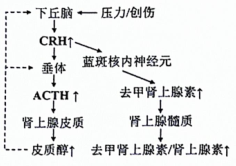 下丘脑 压力/创伤
CRH↑ 蓝斑核内神经元
垂体
ACTH↑ 去甲肾上腺素↑
肾上腺皮质 肾上腺髓质
皮质醇↑ 去甲肾上腺素/肾上腺素↑